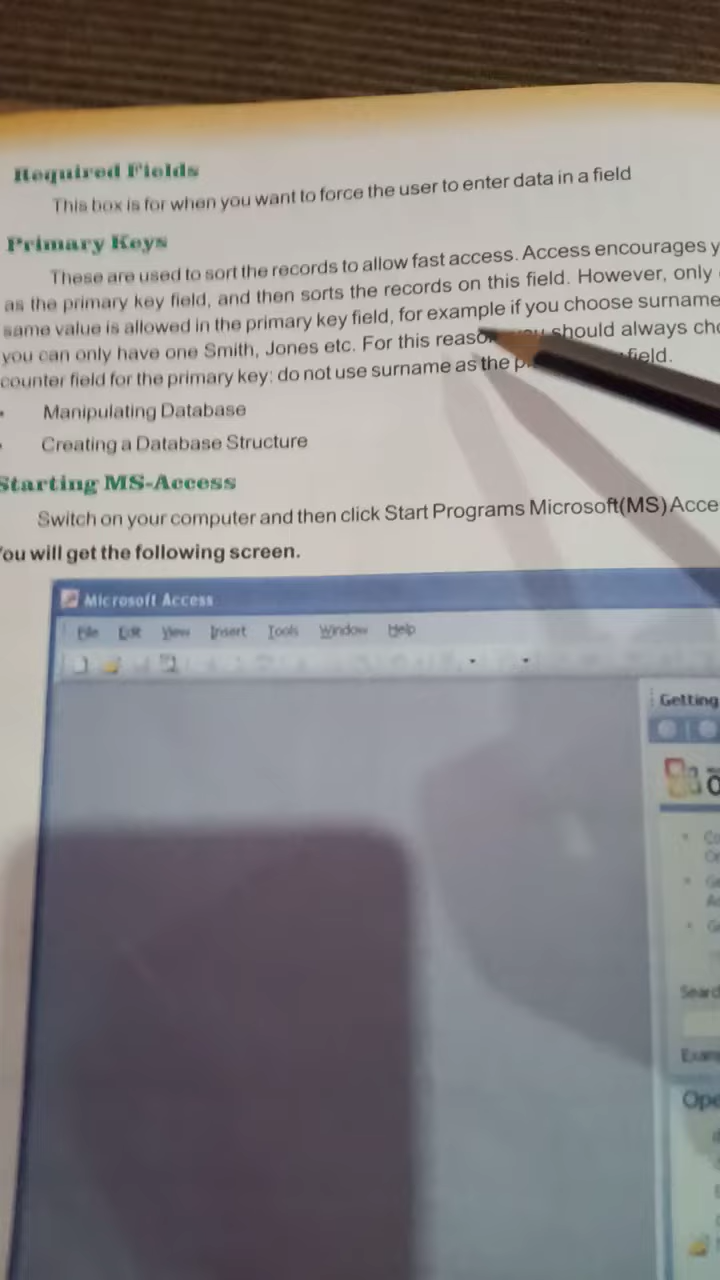 Required Fields
This box is for when you want to force the user to enter data in a field
Primary Keys
These are used to sort the records to allow fast access. Access encourages
as the primary key field, and then sorts the records on this field. However, only
same value is allowed in the primary key field, for example if you choose surname
you can only have one Smith, Jones etc. For this reason you should always
counter field for the primary key: do not use surname as the field.
• Manipulating Database
• Creating a Database Structure
Starting MS-Access
Switch on your computer and then click Start Programs Microsoft(MS)
You will get the following screen.
Microsoft Access
File Edit View Insert Tools Window Help
Getting